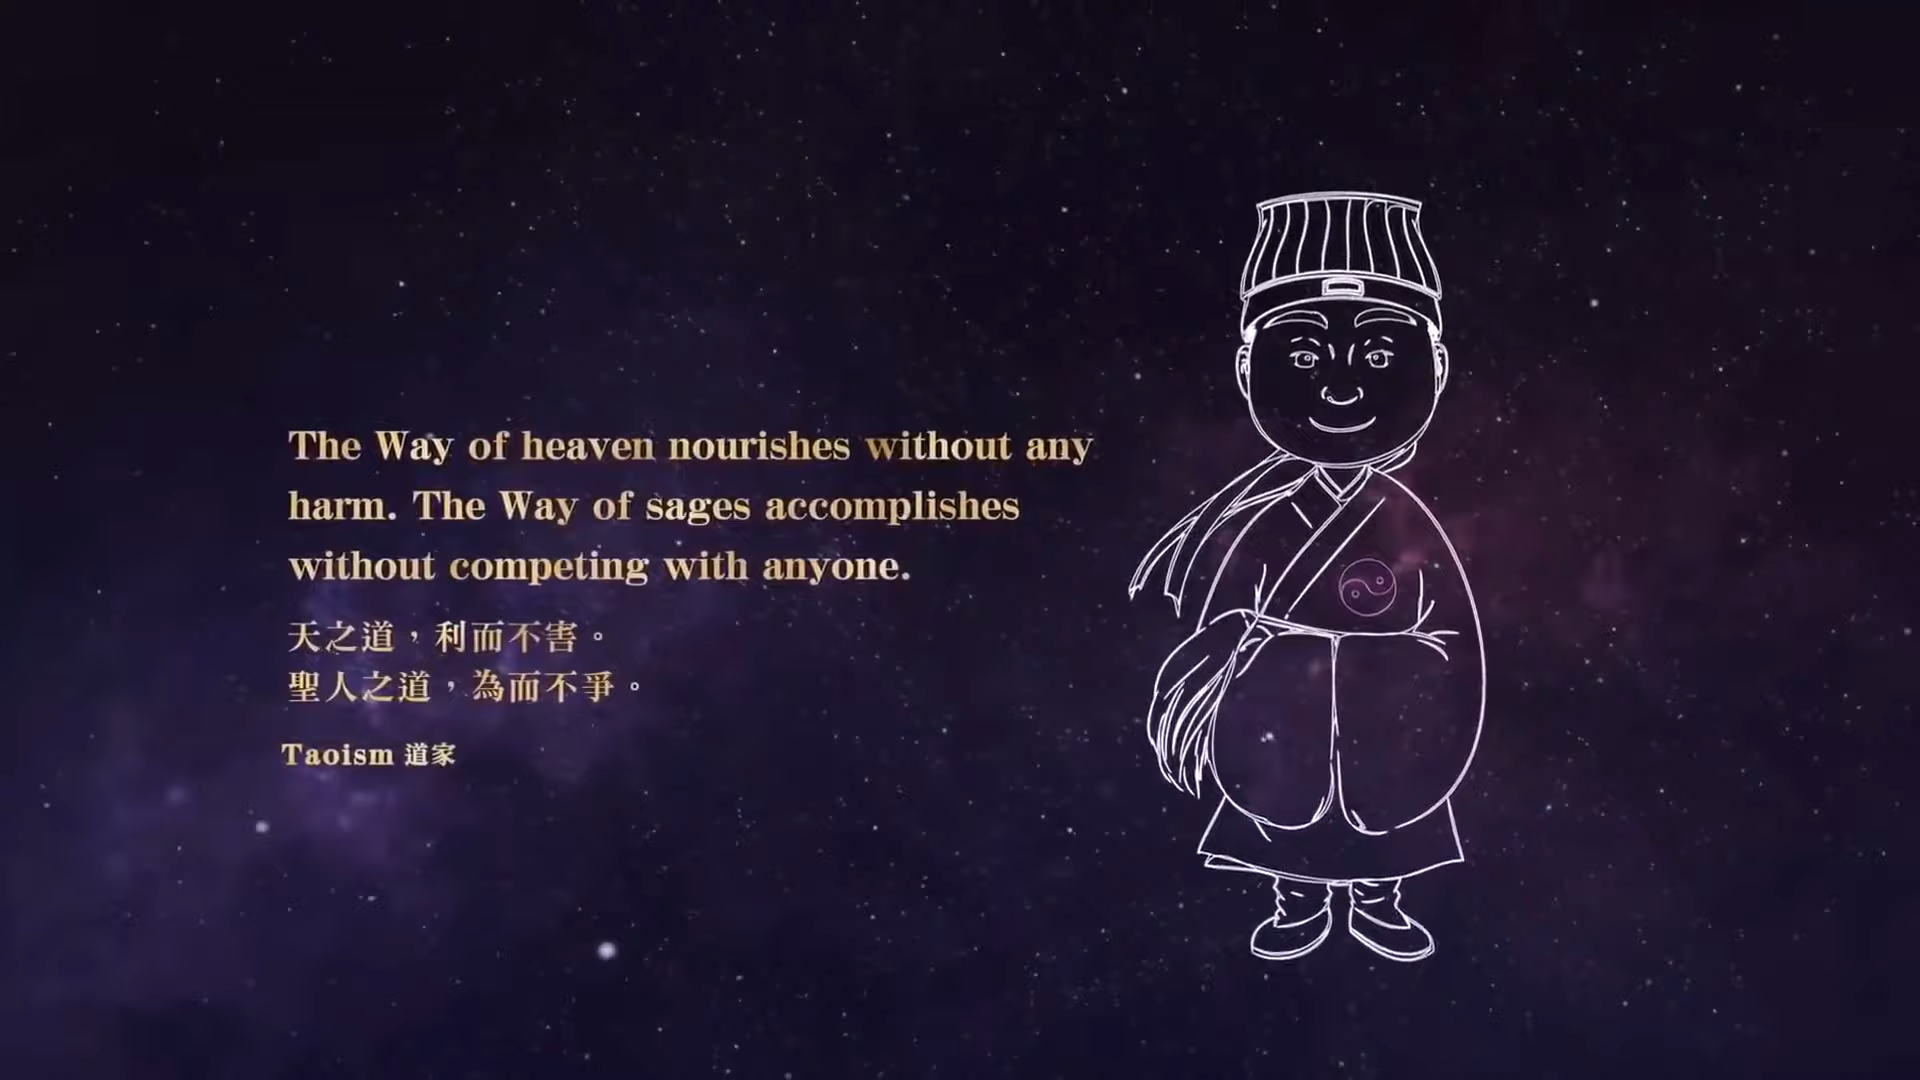 The Way of heaven nourishes without any
harm. The Way of sages accomplishes
without competing with anyone.
天之道，利而不害。
聖人之道，為而不爭。
Taoism 道家